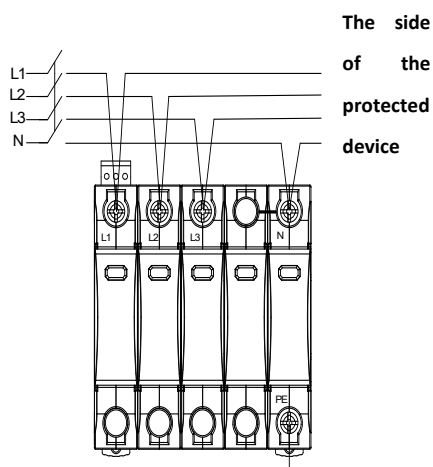 The side
of the
protected
device
L1
L2
L3
N
L1
L2
L3
N
PE